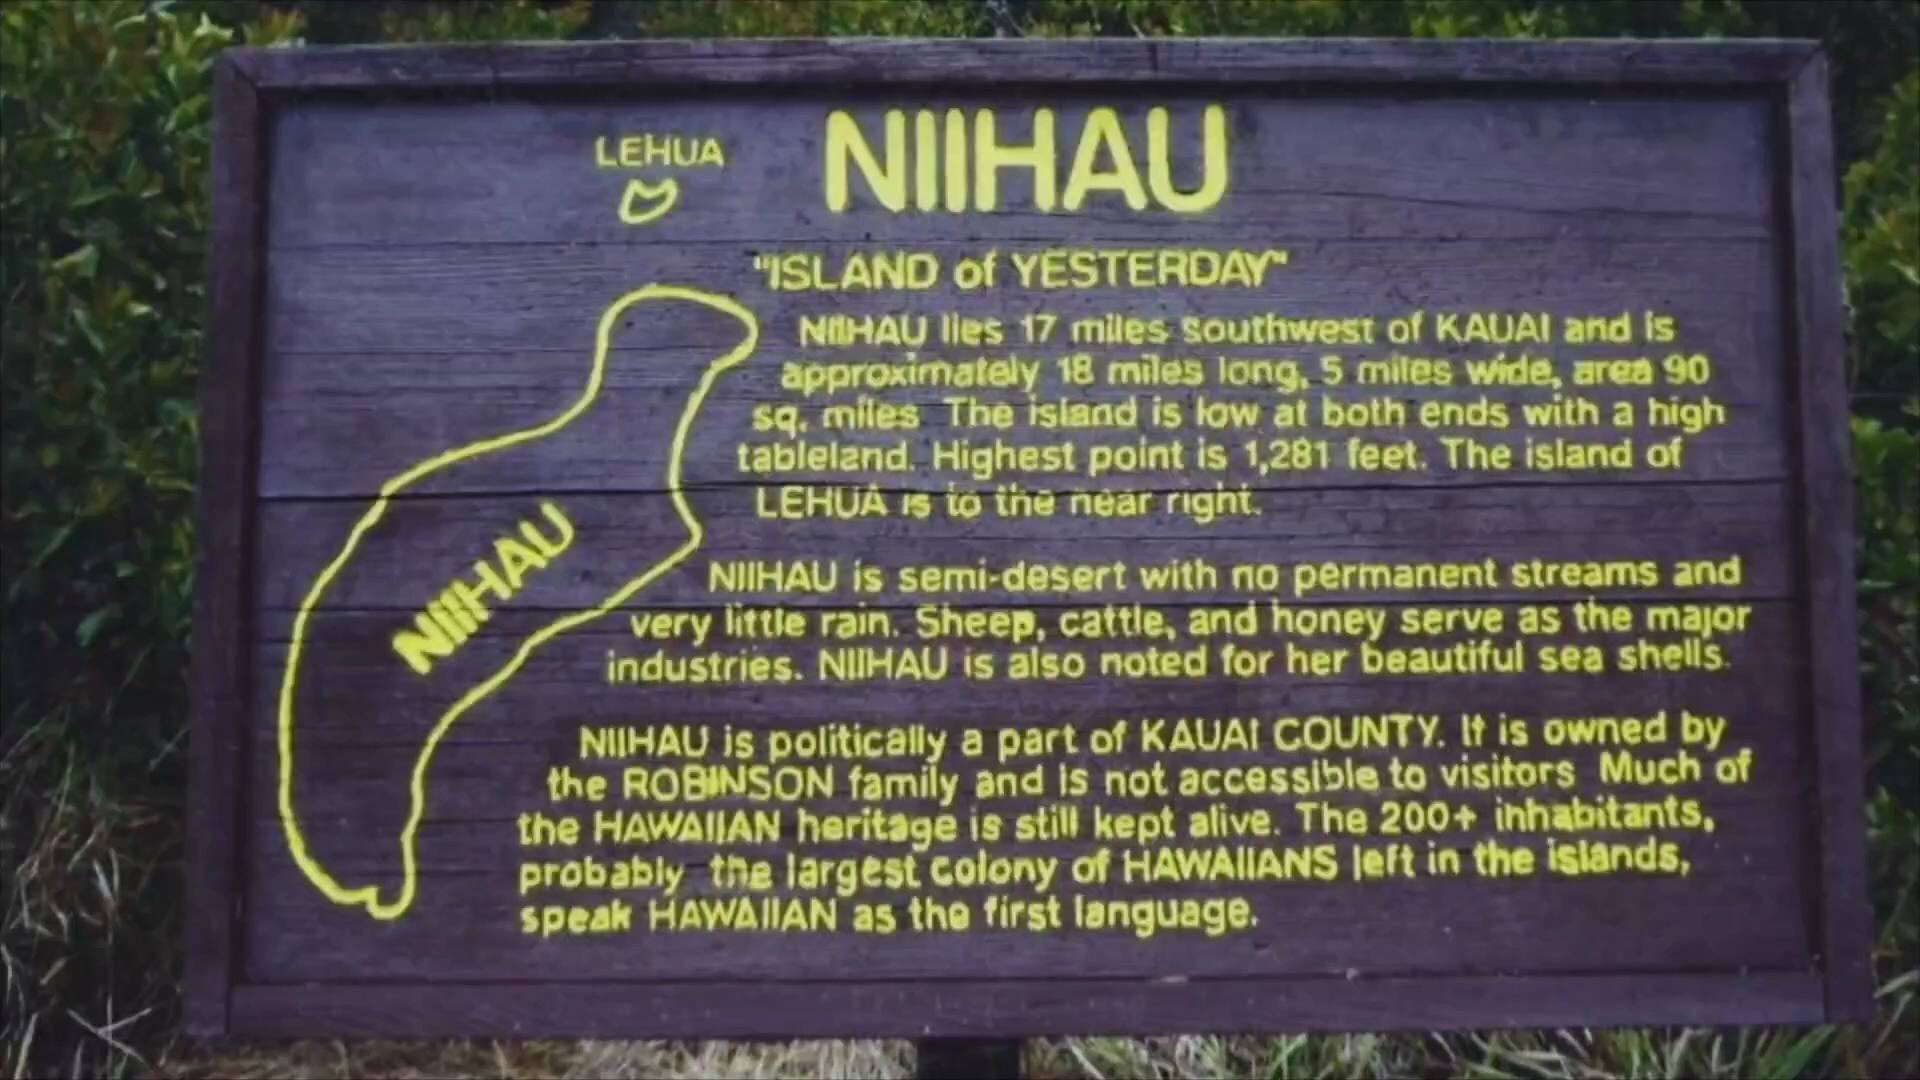 LEHUA
NIIHAU
"ISLAND of YESTERDAY"
NIIHAU lies 17 miles southwest of KAUAI and is
approximately 18 miles long, 5 miles wide, area 90
sq. miles The island is low at both ends with a high
tableland. Highest point is 1,281 feet. The island of
LEHUA is to the near right.
NIIHAU
NIIHAU is semi-desert with no permanent streams and
very little rain. Sheep, cattle, and honey serve as the major
industries. NIIHAU is also noted for her beautiful sea shells.
NIIHAU is politically a part of KAUAI COUNTY. It is owned by
the ROBINSON family and is not accessible to visitors Much of
the HAWAIIAN heritage is still kept alive. The 200+ inhabitants,
probably the largest colony of HAWAIIANS left in the islands,
speak HAWAIIAN as the first language.